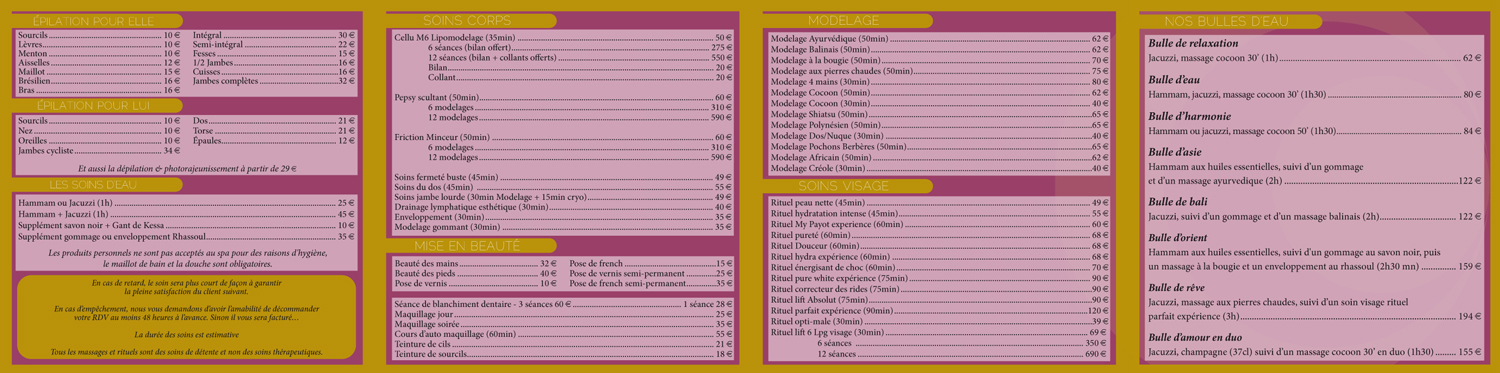 ÉPILATION POUR ELLE
Sourcils 10 €
Lèvres 10 €
Menton 10 €
Aisselles 12 €
Maillot 15 €
Brésilien 16 €
Bras 16 €
Intégral 30 €
Semi-intégral 22 €
Fesses 15 €
1/2 Jambes 16 €
Cuisses 16 €
Jambes complètes 32 €
ÉPILATION POUR LUI
Sourcils 10 €
Nez 10 €
Oreilles 10 €
Jambes cycliste 34 €
Dos 21 €
Torse 21 €
Épaules 12 €
Et aussi la dépilation & photorajeunissement à partir de 29 €
LES SOINS D'EAU
Hammam ou Jacuzzi (1h) 25 €
Hammam + Jacuzzi (1h) 45 €
Supplément savon noir + Gant de Kessa 10 €
Supplément gommage ou enveloppement Rhassoul 35 €
Les produits personnels ne sont pas acceptés au spa pour des raisons d'hygiène,
le maillot de bain et la douche sont obligatoires.
En cas de retard, le soin sera plus court de façon à garantir
la pleine satisfaction du client suivant.
En cas d'empêchement, nous vous demandons d'avoir l'amabilité de décommander
votre RDV au moins 48 heures à l'avance. Sinon il vous sera facturé…
La durée des soins est estimative
Tous les massages et rituels sont des soins de détente et non des soins thérapeutiques.
SOINS CORPS
Cellu M6 Lipomodelage (35min) 50 €
6 séances (bilan offert) 275 €
12 séances (bilan + collants offerts) 550 €
Bilan 20 €
Collant 20 €
Pepsy scultant (50min) 60 €
6 modelages 310 €
12 modelages 590 €
Friction Minceur (50min) 60 €
6 modelages 310 €
12 modelages 590 €
Soins fermeté buste (45min) 49 €
Soins du dos (45min) 55 €
Soins jambe lourde (30min Modelage + 15min cryo) 49 €
Drainage lymphatique esthétique (30min) 40 €
Enveloppement (30min) 35 €
Modelage gommant (30min) 35 €
MISE EN BEAUTÉ
Beauté des mains 32 €
Beauté des pieds 40 €
Pose de vernis 10 €
Pose de french 15 €
Pose de vernis semi-permanent 25 €
Pose de french semi-permanent 35 €
Séance de blanchiment dentaire - 3 séances 60 € 1 séance 28 €
Maquillage jour 25 €
Maquillage soirée 35 €
Cours d'auto maquillage (60min) 55 €
Teinture de cils 21 €
Teinture de sourcils 18 €
MODELAGE
Modelage Ayurvédique (50min) 62 €
Modelage Balinais (50min) 62 €
Modelage à la bougie (50min) 70 €
Modelage aux pierres chaudes (50min) 75 €
Modelage 4 mains (30min) 80 €
Modelage Cocoon (50min) 62 €
Modelage Cocoon (30min) 40 €
Modelage Shiatsu (50min) 65 €
Modelage Polynésien (50min) 65 €
Modelage Dos/Nuque (30min) 40 €
Modelage Pochons Berbères (50min) 65 €
Modelage Africain (50min) 62 €
Modelage Créole (30min) 40 €
SOINS VISAGE
Rituel peau nette (45min) 49 €
Rituel hydratation intense (45min) 55 €
Rituel My Payot experience (60min) 60 €
Rituel pureté (60min) 68 €
Rituel Douceur (60min) 68 €
Rituel hydra expérience (60min) 68 €
Rituel énergisant de choc (60min) 70 €
Rituel pure white expérience (75min) 90 €
Rituel correcteur des rides (75min) 90 €
Rituel lift Absolut (75min) 90 €
Rituel parfait expérience (90min) 120 €
Rituel opti-male (30min) 39 €
Rituel lift 6 Lpg visage (30min) 69 €
6 séances 350 €
12 séances 690 €
NOS BULLES D'EAU
Bulle de relaxation
Jacuzzi, massage cocoon 30' (1h) 62 €
Bulle d'eau
Hammam, jacuzzi, massage cocoon 30' (1h30) 80 €
Bulle d'harmonie
Hammam ou jacuzzi, massage cocoon 50' (1h30) 84 €
Bulle d'asie
Hammam aux huiles essentielles, suivi d'un gommage
et d'un massage ayurvedique (2h) 122 €
Bulle de bali
Jacuzzi, suivi d'un gommage et d'un massage balinais (2h) 122 €
Bulle d'orient
Hammam aux huiles essentielles, suivi d'un gommage au savon noir, puis
un massage à la bougie et un enveloppement au rhassoul (2h30 mn) 159 €
Bulle de rêve
Jacuzzi, massage aux pierres chaudes, suivi d'un soin visage rituel
parfait expérience (3h) 194 €
Bulle d'amour en duo
Jacuzzi, champagne (37cl) suivi d'un massage cocoon 30' en duo (1h30) 155 €